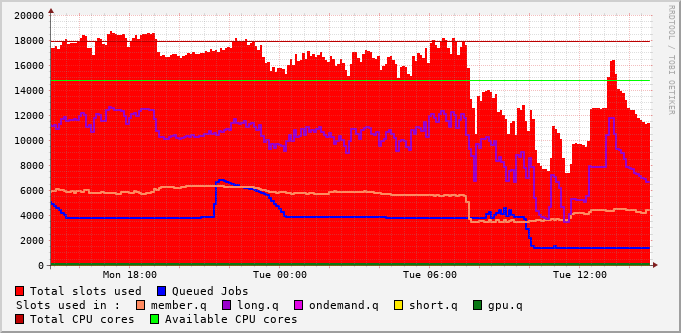 20000
18000
16000
14000
12000
10000
8000
6000
4000
2000
0
Mon 18:00 Tue 00:00 Tue 06:00 Tue 12:00
RRDTOOL / TOBI OETIKER
Total slots used Queued Jobs
Slots used in : member.q long.q ondemand.q short.q gpu.q
Total CPU cores Available CPU cores